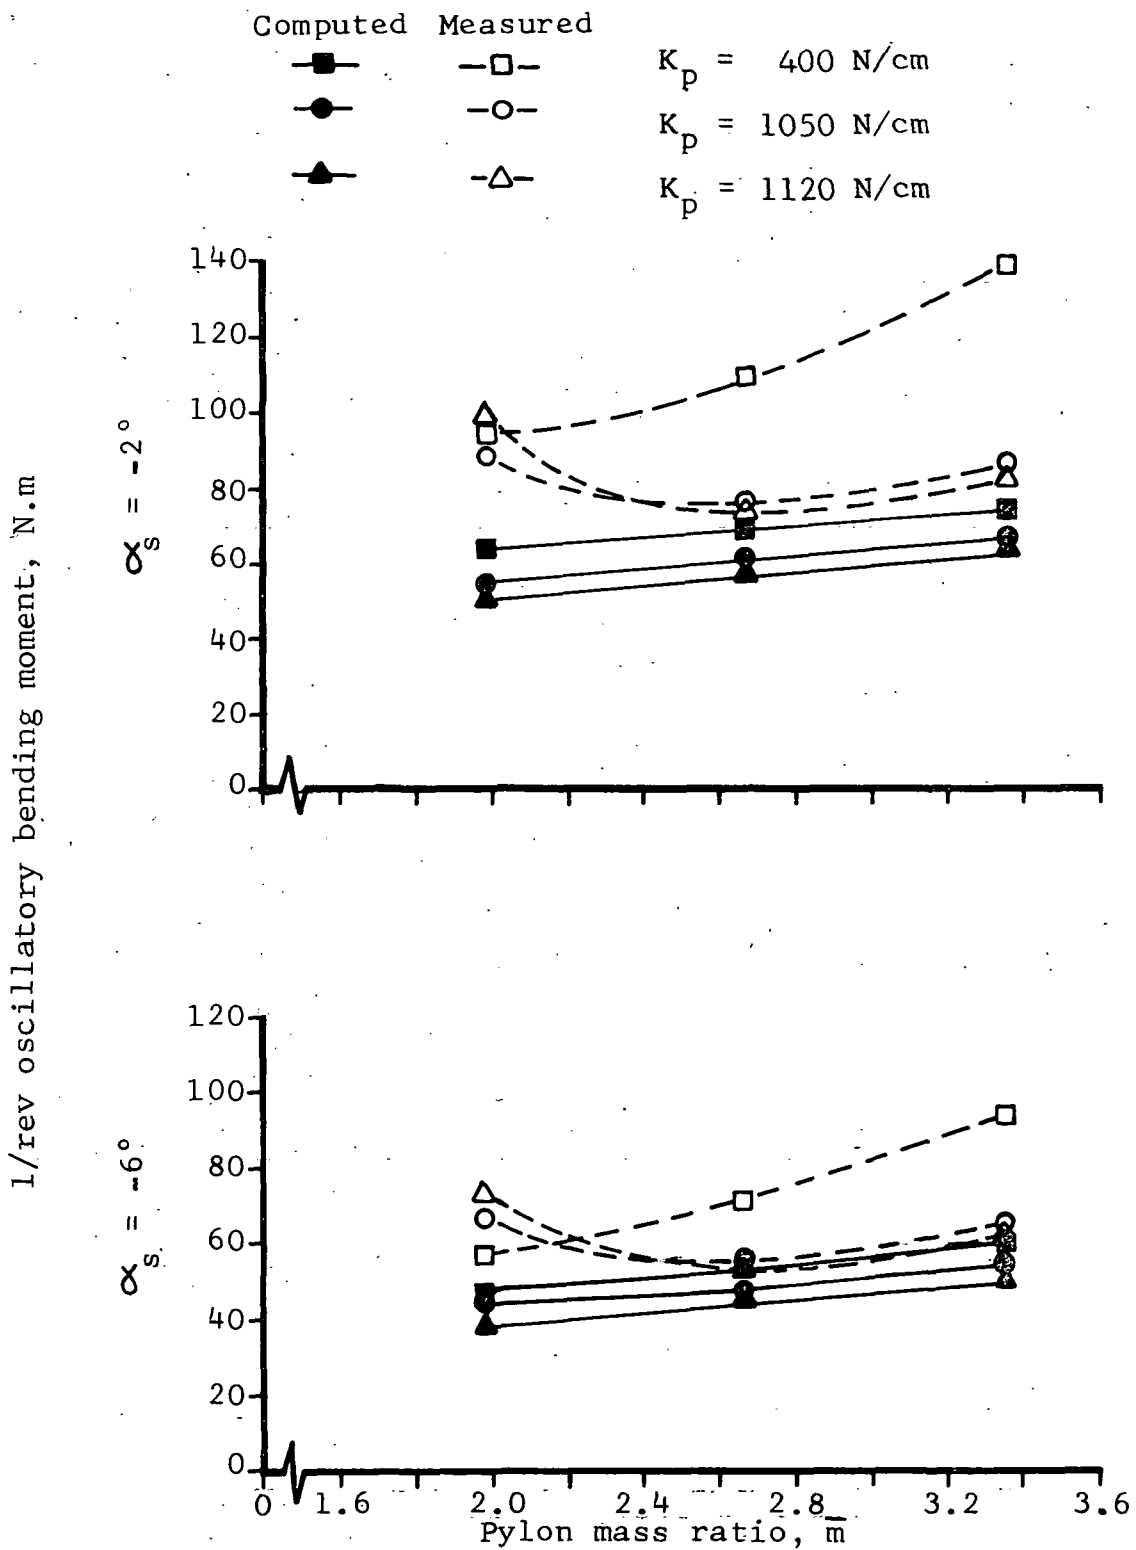 Computed Measured
K_p = 400 N/cm
K_p = 1050 N/cm
K_p = 1120 N/cm
1/rev oscillatory bending moment, N.m
α_s = -2°
140
120
100
80
60
40
20
0
α_s = -6°
120
100
80
60
40
20
0
0 1.6 2.0 2.4 2.8 3.2 3.6
Pylon mass ratio, m̅